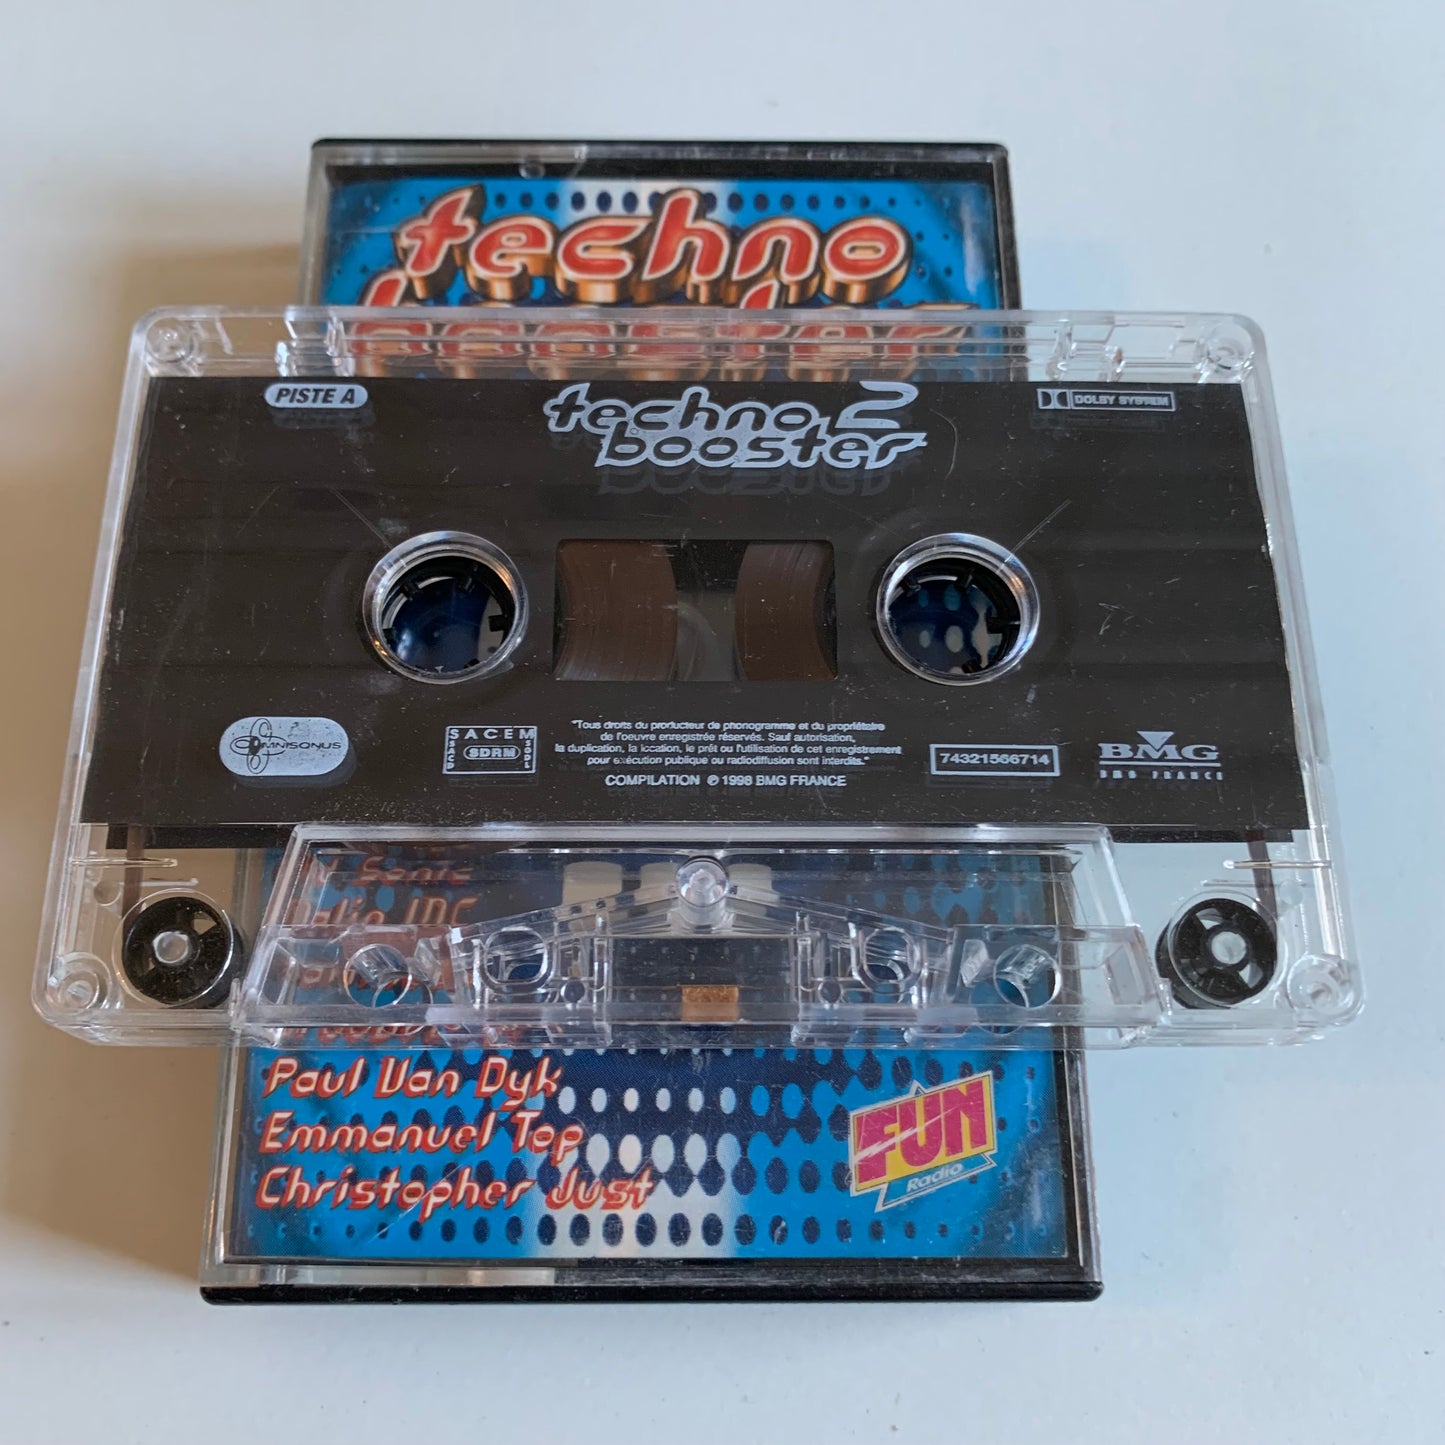 techno
booster
PISTE A
techno 2
booster
DOLBY SYSTEM
OMNISONUS
SACEM
SACD
SDRM
SGDL
"Tous droits du producteur de phonogramme et du propriétaire
de l'oeuvre enregistrée réservés. Sauf autorisation,
la duplication, la location, le prêt ou l'utilisation de cet enregistrement
pour exécution publique ou radiodiffusion sont interdits."
COMPILATION ℗ 1998 BMG FRANCE
74321566714
BMG
BMG FRANCE
Sonic
Paul Van Dyk
Emmanuel Top
Christopher Just
FUN
Radio